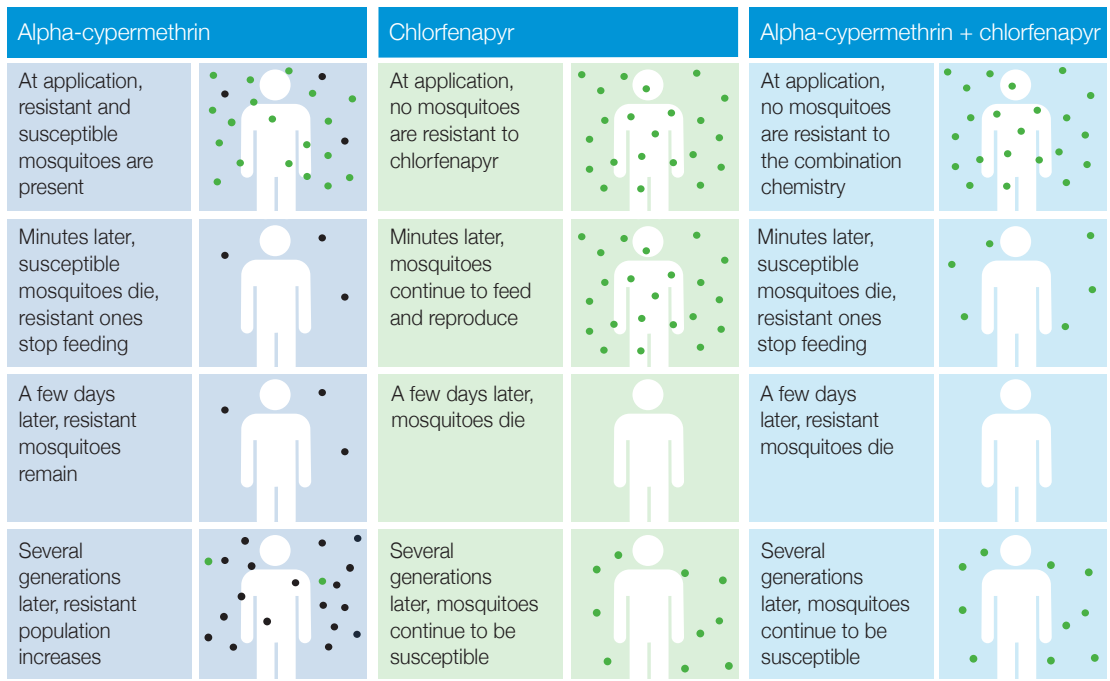 Alpha-cypermethrin
Chlorfenapyr
Alpha-cypermethrin + chlorfenapyr
At application,
resistant and
susceptible
mosquitoes are
present
At application,
no mosquitoes
are resistant to
chlorfenapyr
At application,
no mosquitoes
are resistant to
the combination
chemistry
Minutes later,
susceptible
mosquitoes die,
resistant ones
stop feeding
Minutes later,
mosquitoes
continue to feed
and reproduce
Minutes later,
susceptible
mosquitoes die,
resistant ones
stop feeding
A few days
later, resistant
mosquitoes
remain
A few days later,
mosquitoes die
A few days
later, resistant
mosquitoes die
Several
generations
later, resistant
population
increases
Several
generations
later, mosquitoes
continue to be
susceptible
Several
generations
later, mosquitoes
continue to be
susceptible